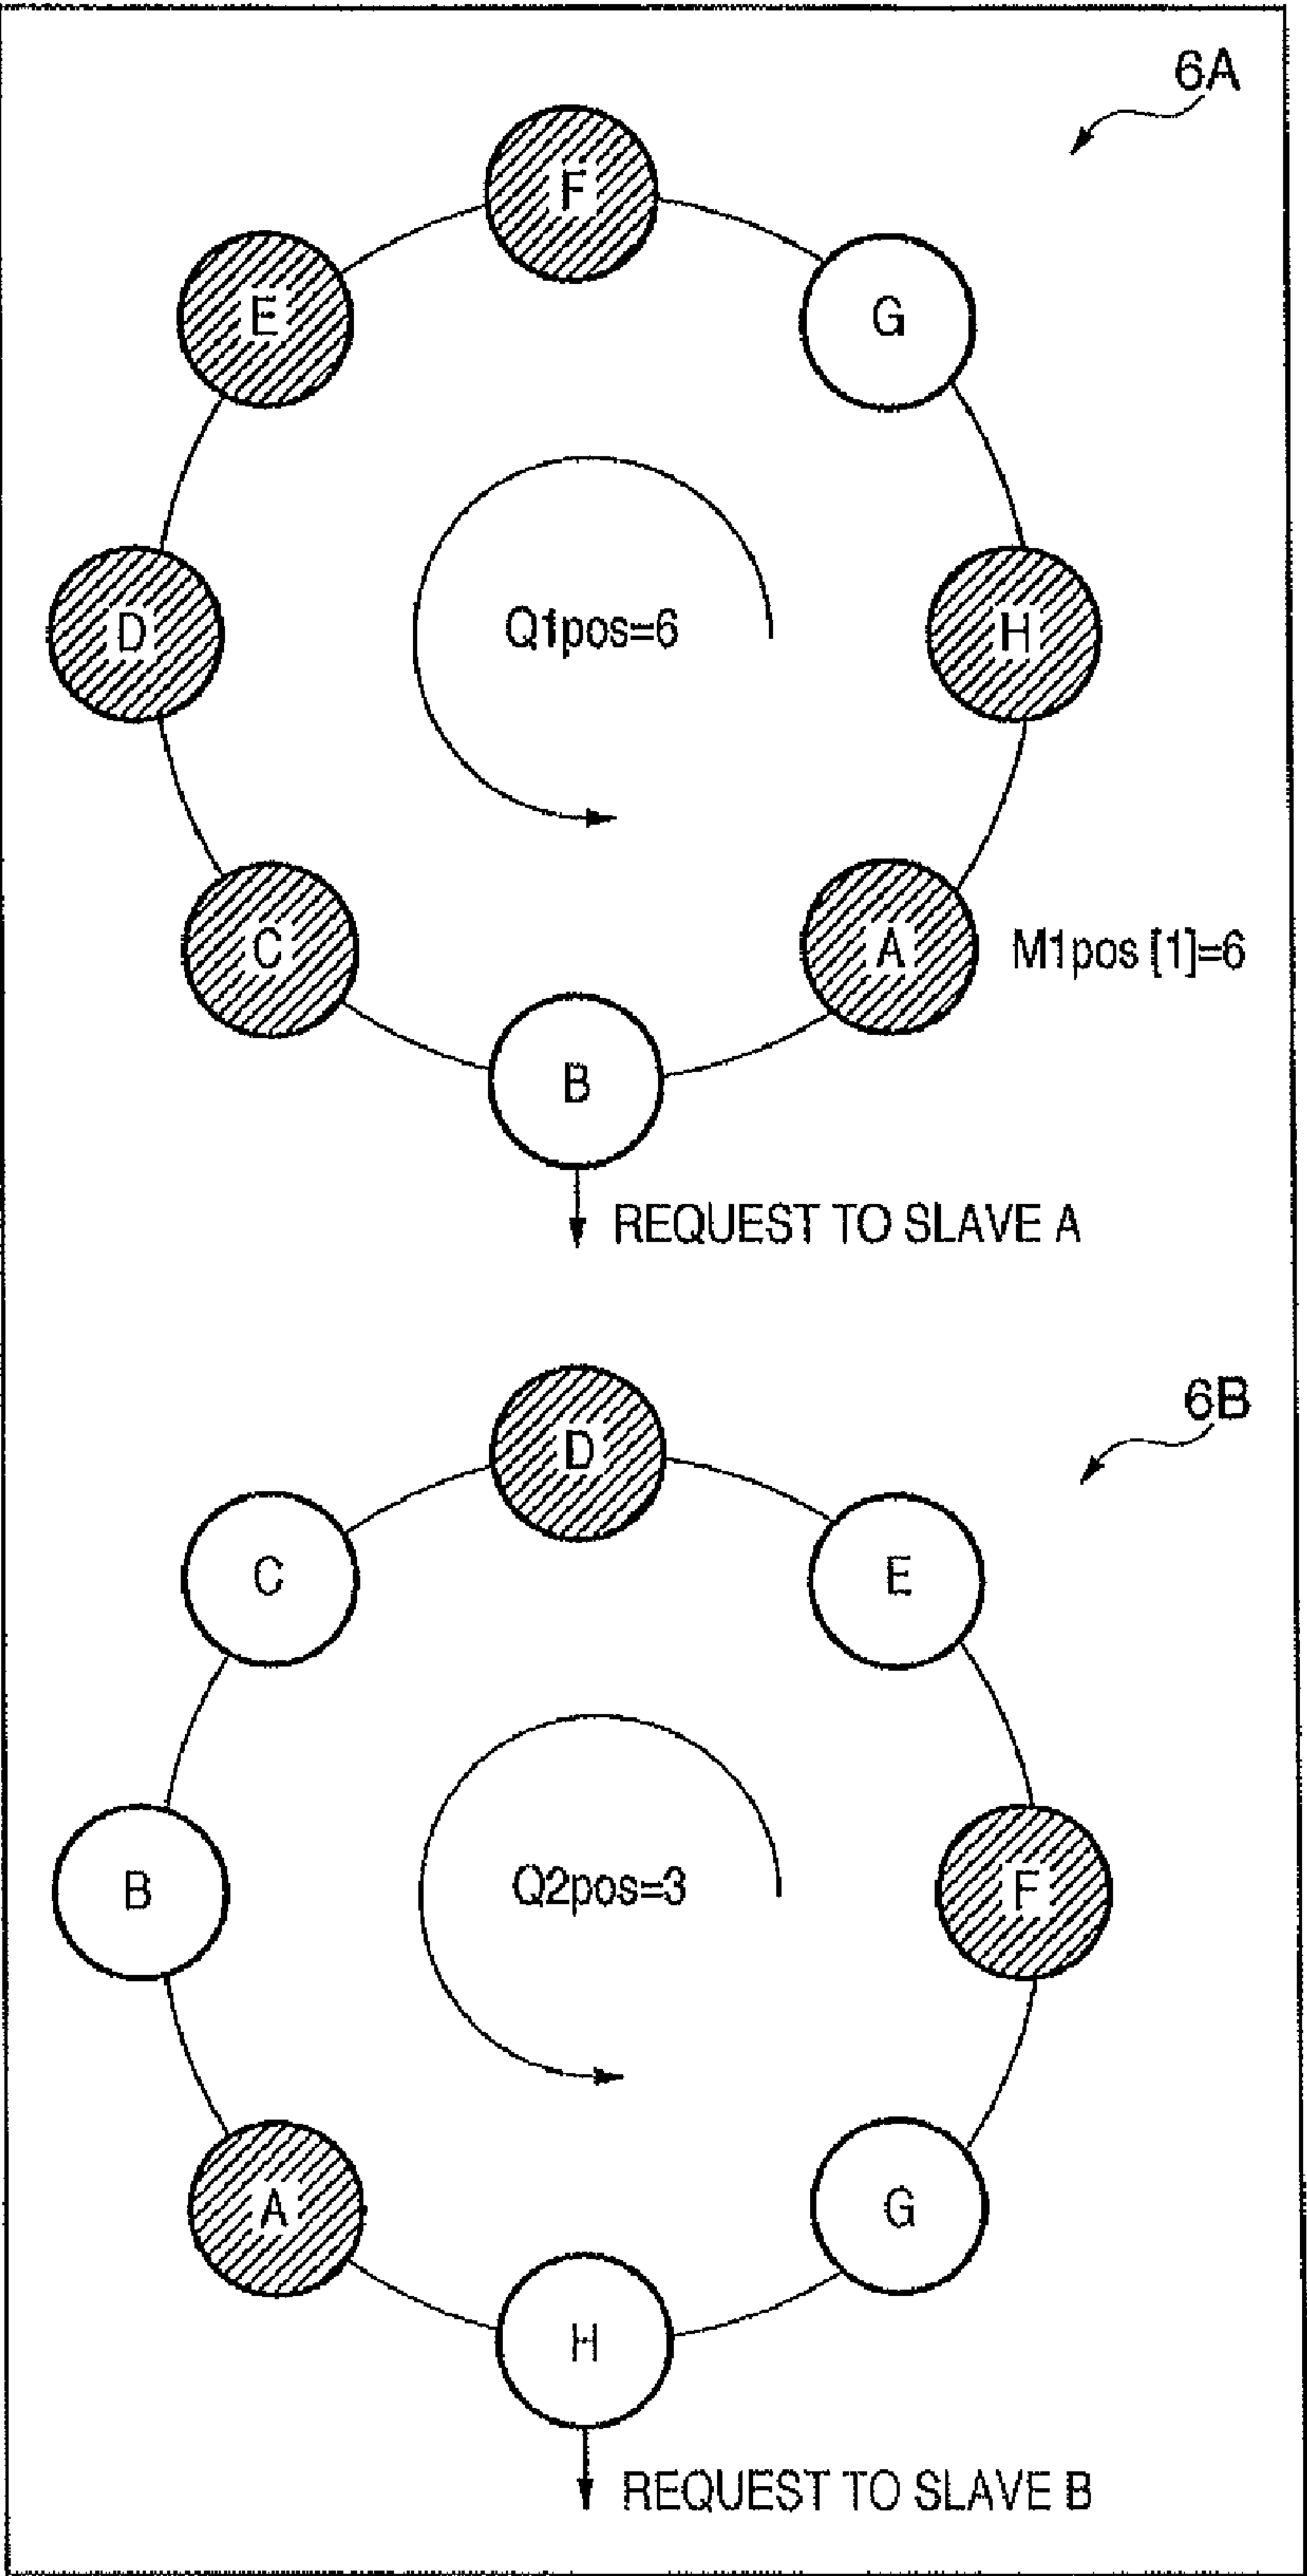 6A
F
E
G
Q1pos=6
D
H
C
A
M1pos [1]=6
B
REQUEST TO SLAVE A
6B
D
C
E
Q2pos=3
B
F
A
G
H
REQUEST TO SLAVE B